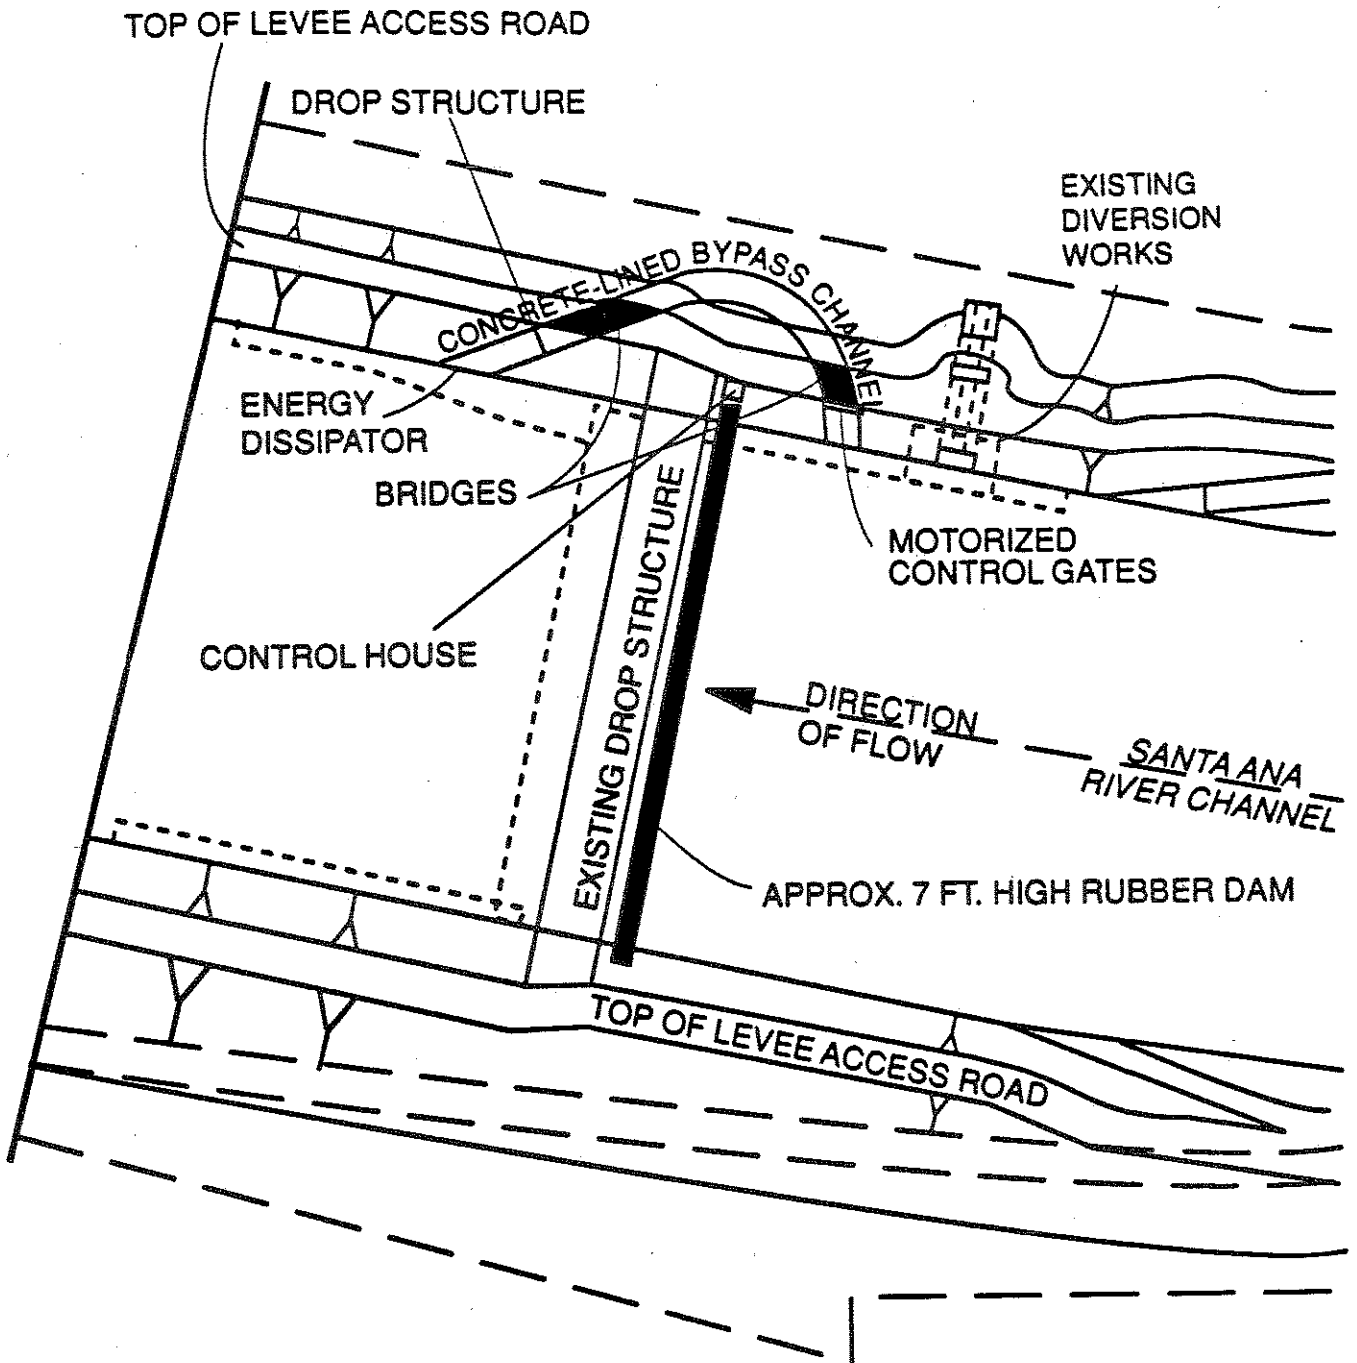 TOP OF LEVEE ACCESS ROAD
DROP STRUCTURE
EXISTING
DIVERSION
WORKS
CONCRETE-LINED BYPASS CHANNEL
ENERGY
DISSIPATOR
BRIDGES
MOTORIZED
CONTROL GATES
CONTROL HOUSE
EXISTING DROP STRUCTURE
DIRECTION
OF FLOW
SANTA ANA
RIVER CHANNEL
APPROX. 7 FT. HIGH RUBBER DAM
TOP OF LEVEE ACCESS ROAD